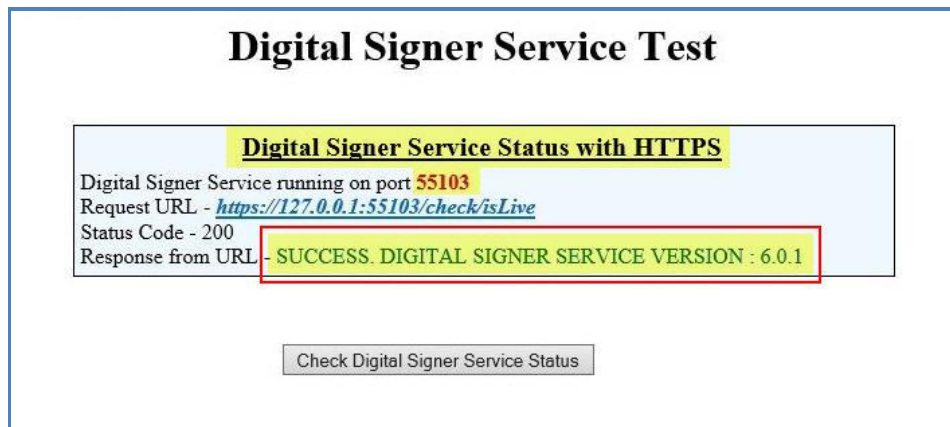 Digital Signer Service Test
Digital Signer Service Status with HTTPS
Digital Signer Service running on port 55103
Request URL - https://127.0.0.1:55103/check/isLive
Status Code - 200
Response from URL - SUCCESS. DIGITAL SIGNER SERVICE VERSION : 6.0.1
Check Digital Signer Service Status